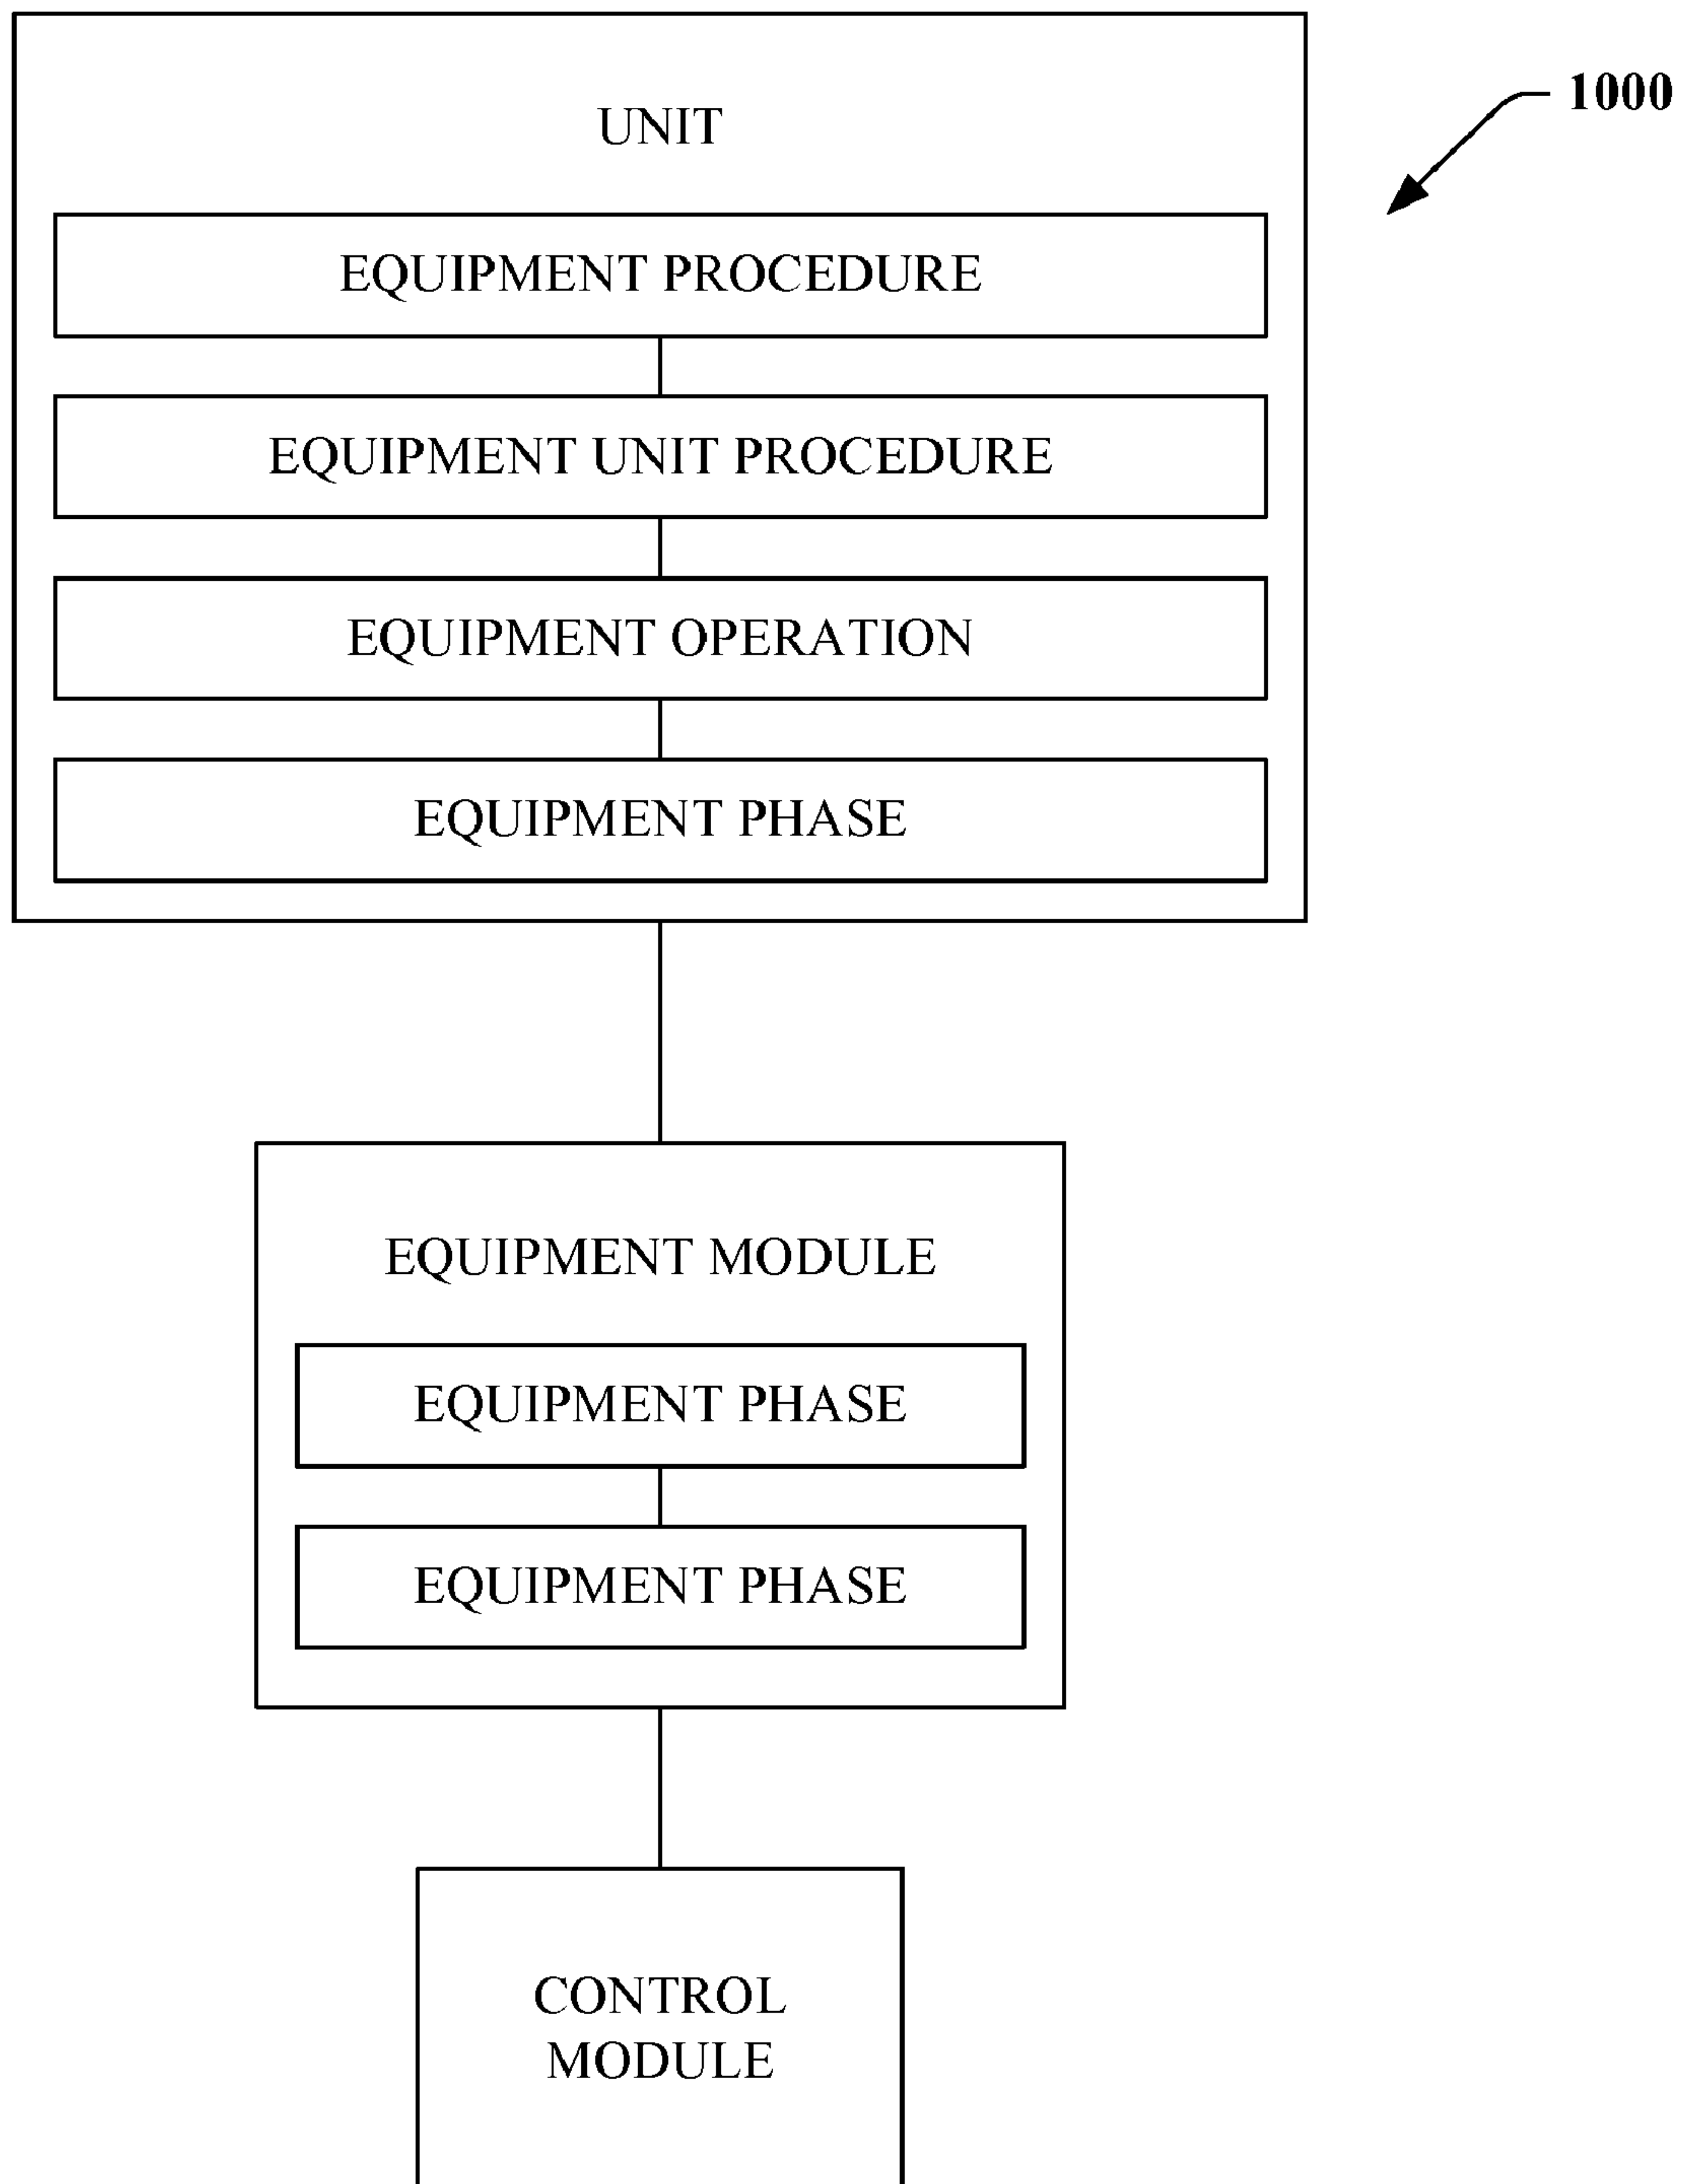 UNIT
1000
EQUIPMENT PROCEDURE
EQUIPMENT UNIT PROCEDURE
EQUIPMENT OPERATION
EQUIPMENT PHASE
EQUIPMENT MODULE
EQUIPMENT PHASE
EQUIPMENT PHASE
CONTROL
MODULE